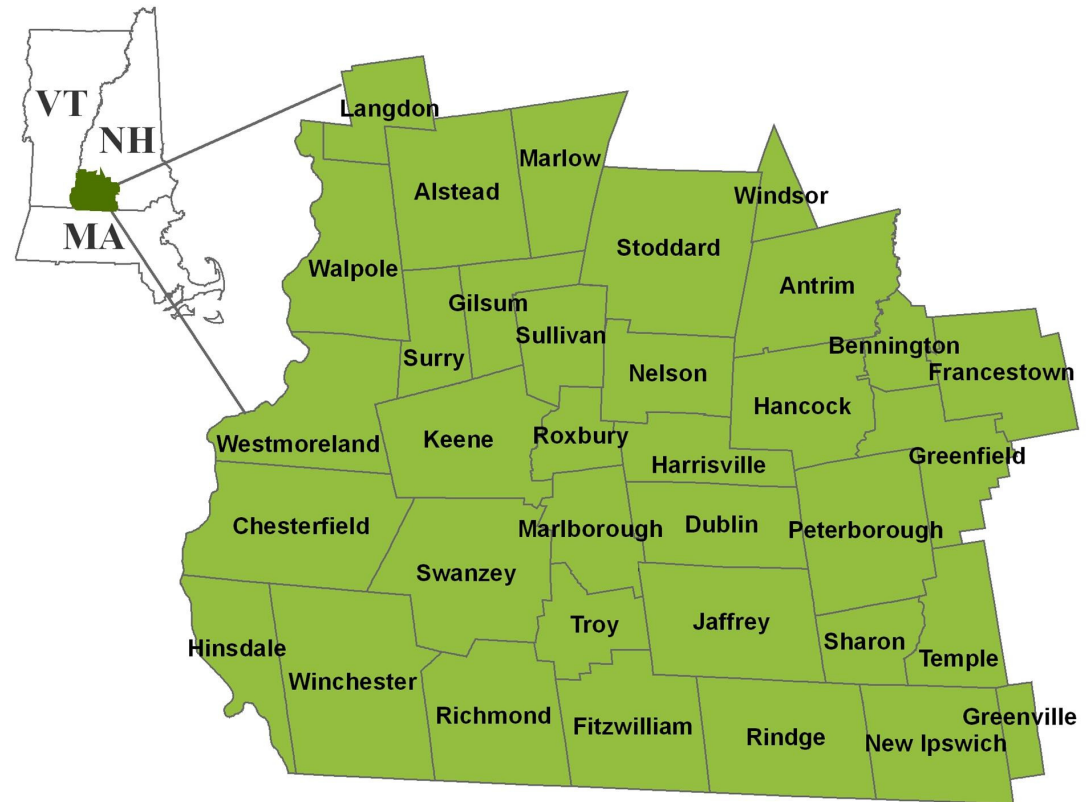 VT
NH
MA
Langdon
Marlow
Alstead
Windsor
Stoddard
Walpole
Antrim
Gilsum
Sullivan
Bennington
Surry
Nelson
Francestown
Hancock
Westmoreland
Keene
Roxbury
Greenfield
Harrisville
Chesterfield
Marlborough
Dublin
Peterborough
Swanzey
Troy
Jaffrey
Sharon
Hinsdale
Temple
Winchester
Richmond
Greenville
Fitzwilliam
Rindge
New Ipswich